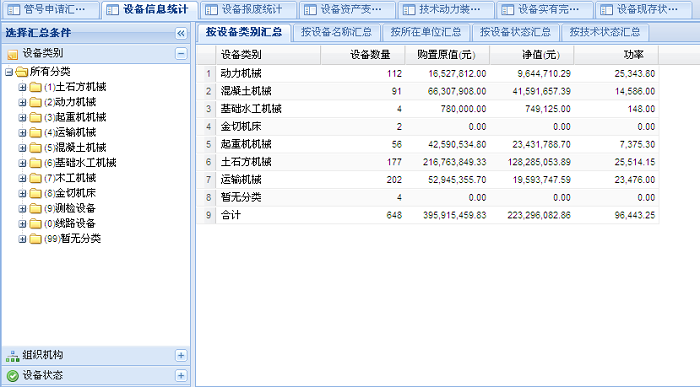 管号申请汇… 设备信息统计 设备报废统计 设备资产变… 技术动力装… 设备实有完… 设备现存状…
选择汇总条件
设备类别
所有分类
(1)土石方机械
(2)动力机械
(3)起重机机械
(4)运输机械
(5)混凝土机械
(6)基础水工机械
(7)木工机械
(8)金切机床
(9)测检设备
(0)线路设备
(99)暂无分类
组织机构
设备状态
按设备类别汇总 按设备名称汇总 按所在单位汇总 按设备状态汇总 按技术状态汇总
设备类别 设备数量 购置原值(元) 净值(元) 功率
1 动力机械 112 16,527,812.00 9,644,710.29 25,343.80
2 混凝土机械 91 66,307,908.00 41,591,657.39 14,586.00
3 基础水工机械 4 780,000.00 749,125.00 148.00
4 金切机床 2 0.00 0.00 0.00
5 起重机机械 56 42,590,534.80 23,431,788.70 7,375.30
6 土石方机械 177 216,763,849.33 128,285,053.89 25,514.15
7 运输机械 202 52,945,355.70 19,593,747.59 23,476.00
8 暂无分类 4 0.00 0.00 0.00
9 合计 648 395,915,459.83 223,296,082.86 96,443.25